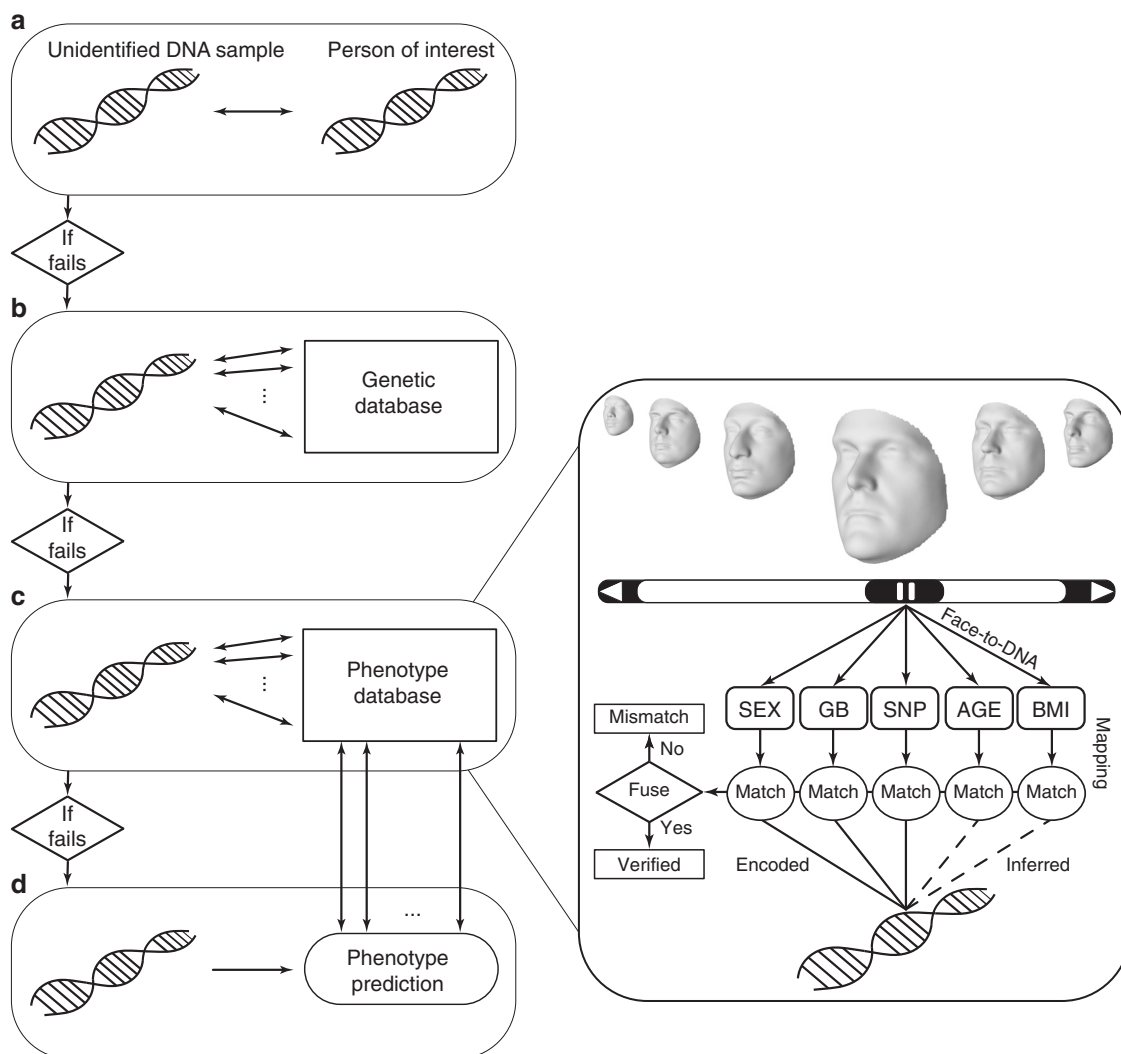 a
Unidentified DNA sample
Person of interest
If
fails
b
Genetic
database
...
If
fails
c
Phenotype
database
...
If
fails
d
...
Phenotype
prediction
Face-to-DNA
SEX
GB
SNP
AGE
BMI
Mapping
Mismatch
No
Fuse
Match
Match
Match
Match
Match
Yes
Verified
Encoded
Inferred